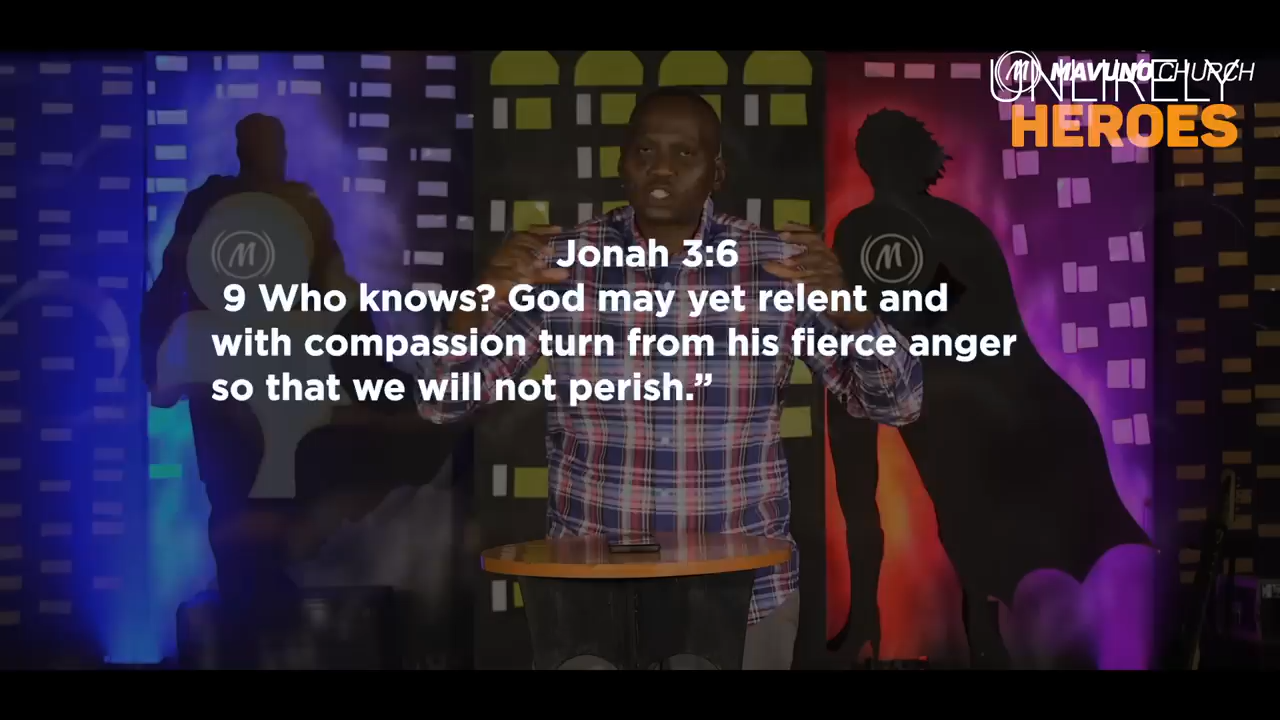 MAVUNO CHURCH
UNLIKELY
HEROES
Jonah 3:6
9 Who knows? God may yet relent and
with compassion turn from his fierce anger
so that we will not perish.”
M
M